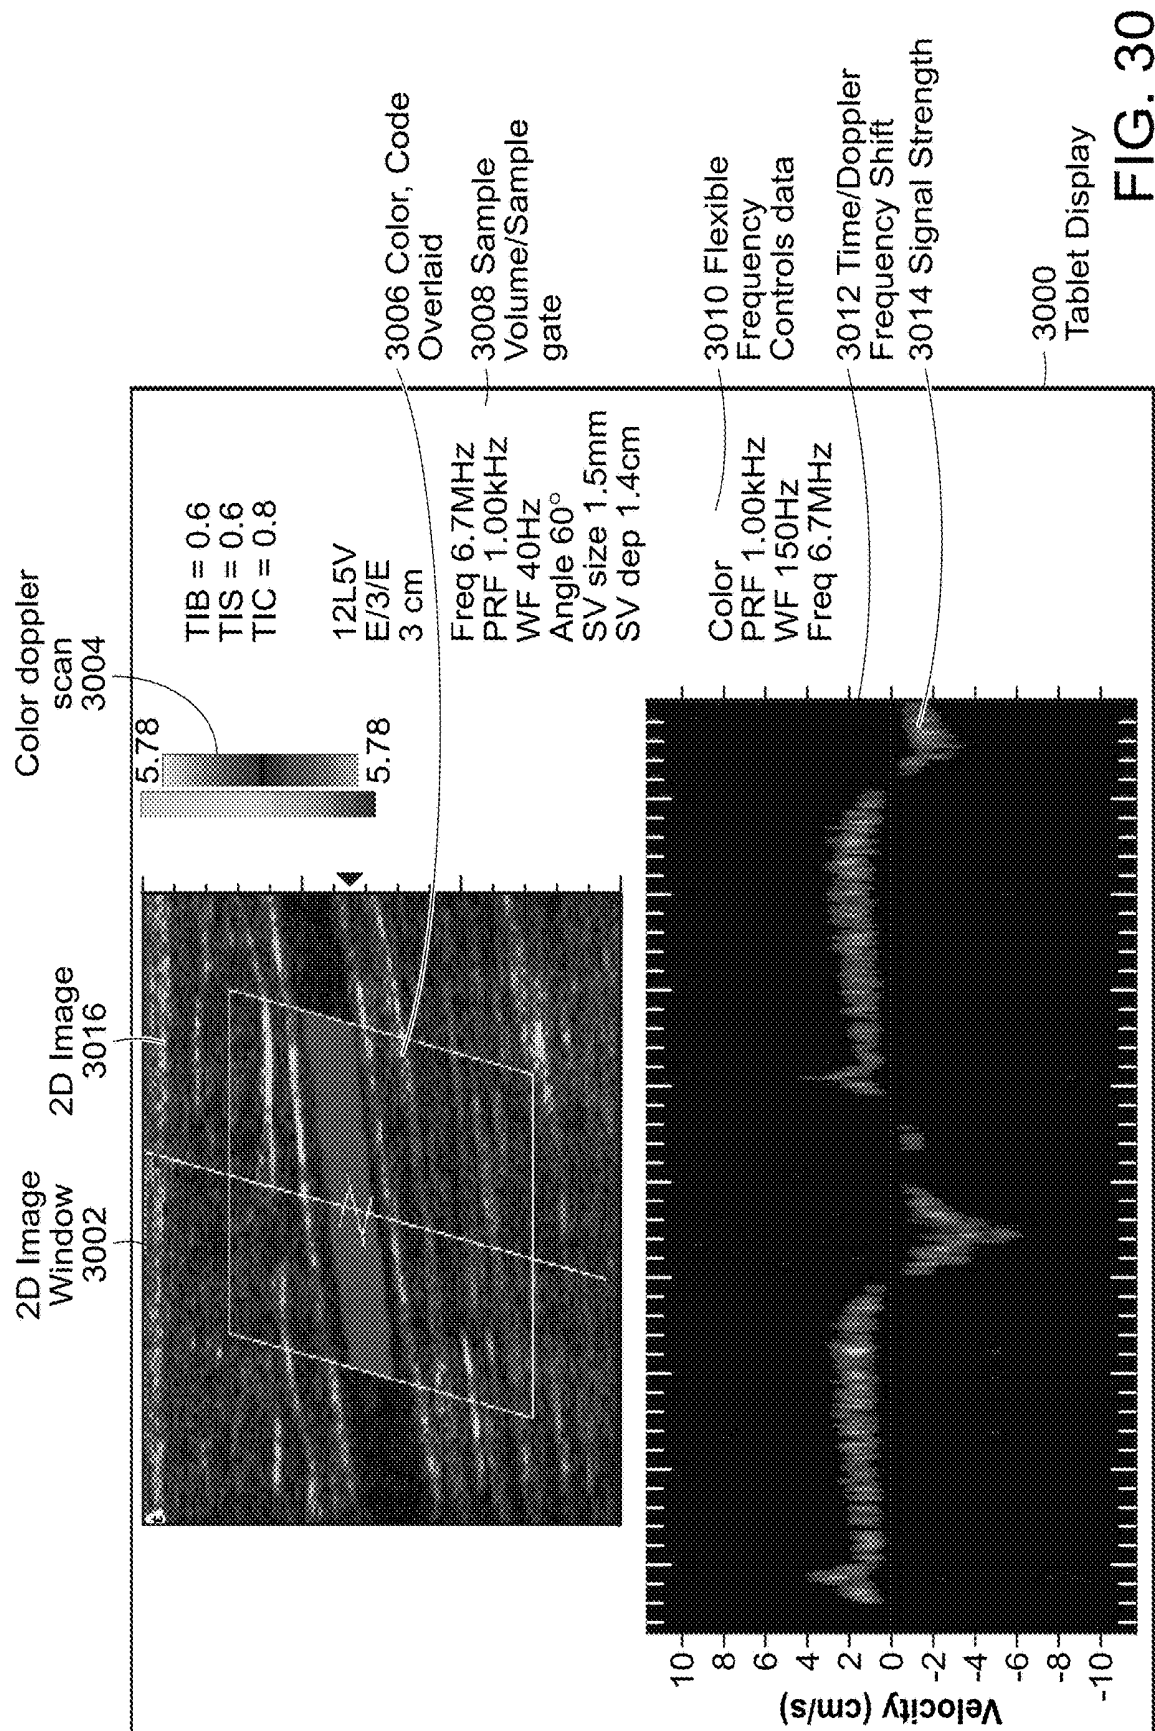 2D Image
Window
3002
2D Image
3016
Color doppler
scan
3004
5.78
5.78
TIB = 0.6
TIS = 0.6
TIC = 0.8
12L5V
E/3/E
3 cm
Freq 6.7MHz
PRF 1.00kHz
WF 40Hz
Angle 60°
SV size 1.5mm
SV dep 1.4cm
Color
PRF 1.00kHz
WF 150Hz
Freq 6.7MHz
3006 Color, Code
Overlaid
3008 Sample
Volume/Sample
gate
3010 Flexible
Frequency
Controls data
3012 Time/Doppler
Frequency Shift
3014 Signal Strength
3000
Tablet Display
10
8
6
4
2
0
-2
-4
-6
-8
-10
Velocity (cm/s)
FIG. 30